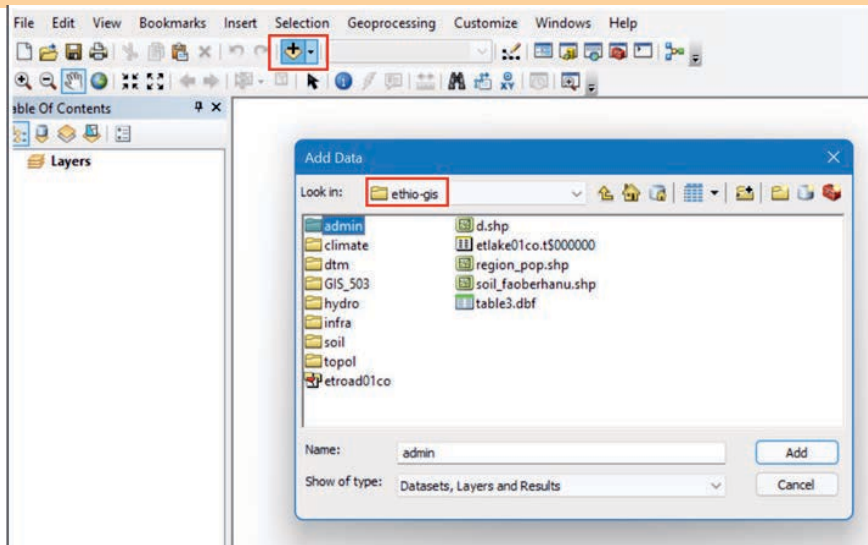 File Edit View Bookmarks Insert Selection Geoprocessing Customize Windows Help
able Of Contents
Layers
Add Data
Look in: ethio-gis
admin
climate
dtm
GIS_503
hydro
infra
soil
topol
etroad01co
d.shp
etlake01co.t$000000
region_pop.shp
soil_faoberhanu.shp
table3.dbf
Name: admin Add
Show of type: Datasets, Layers and Results Cancel